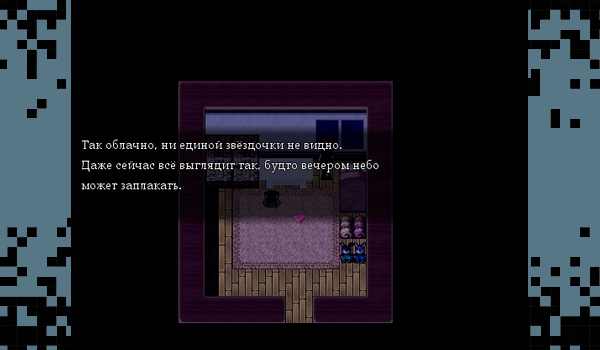 Так облачно, ни единой звёздочки не видно.
Даже сейчас всё выглядит так, будто вечером небо
может заплакать.